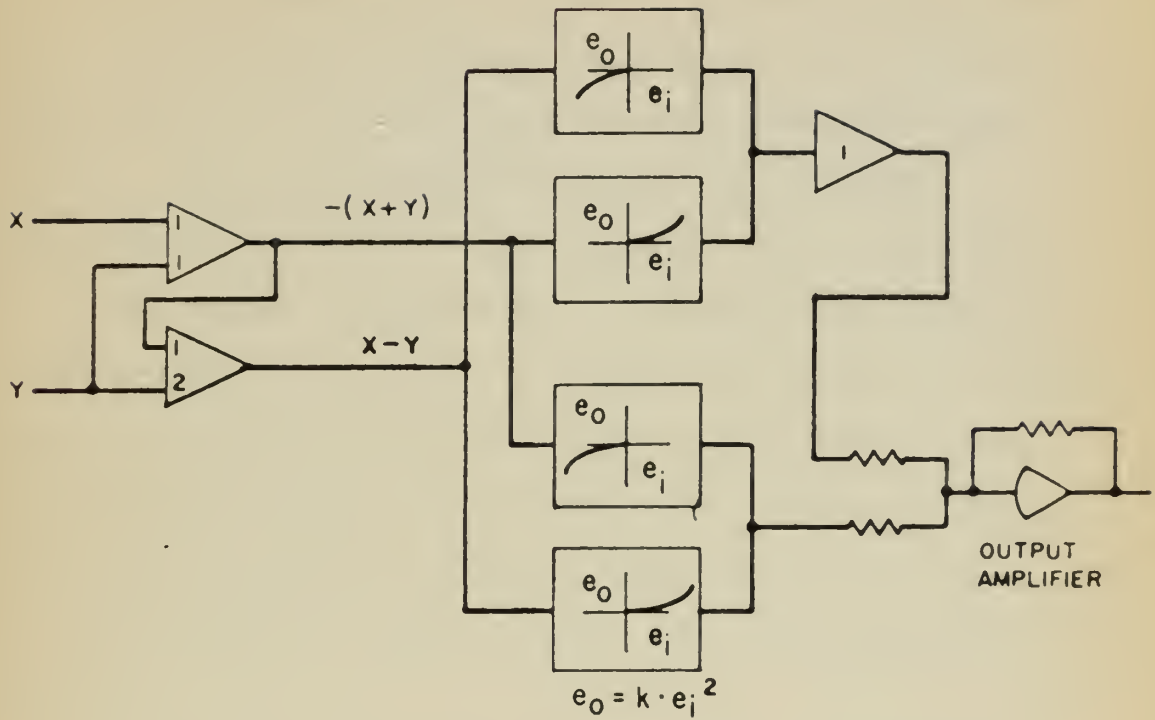 e₀
eᵢ
1
-(X+Y)
e₀
eᵢ
X
1
1
X-Y
1
2
Y
e₀
eᵢ
e₀
eᵢ
OUTPUT
AMPLIFIER
e₀ = k · eᵢ²